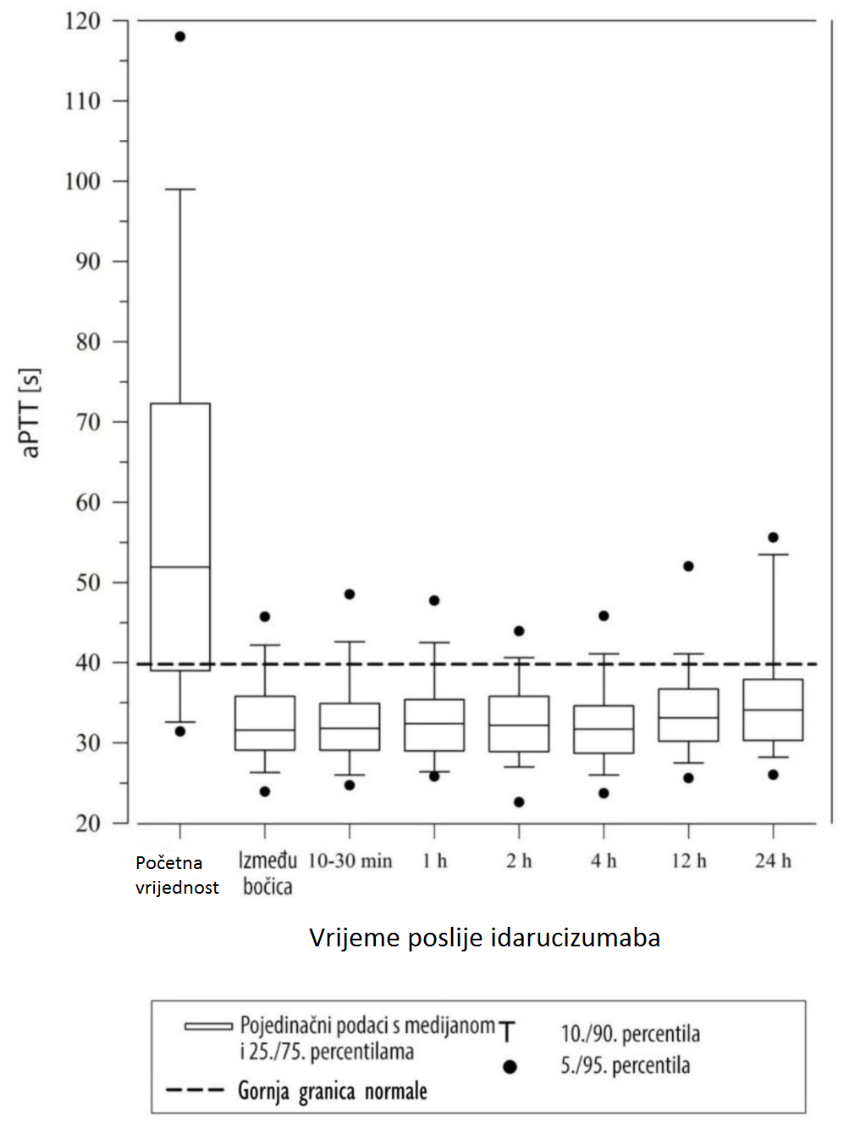 120
110
100
90
80
70
60
50
40
30
20
aPTT [s]
Početna
vrijednost
Između
bočica
10-30 min
1 h
2 h
4 h
12 h
24 h
Vrijeme poslije idarucizumaba
Pojedinačni podaci s medijanom
i 25./75. percentilama
10./90. percentila
5./95. percentila
Gornja granica normale